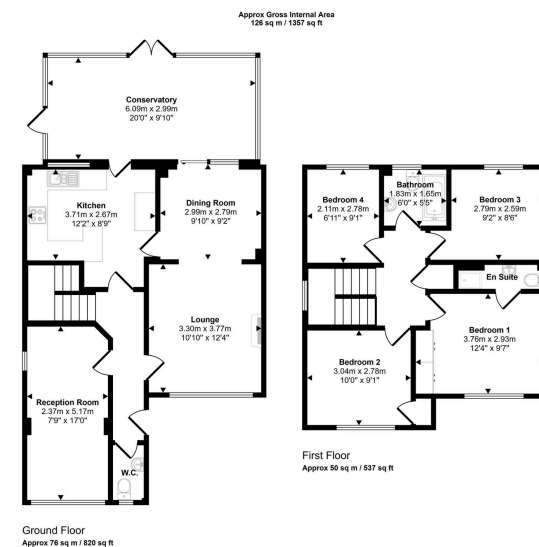 Approx Gross Internal Area
126 sq m / 1357 sq ft
Conservatory
6.09m x 2.99m
20'0" x 9'10"
Kitchen
3.71m x 2.67m
12'2" x 8'9"
Dining Room
2.99m x 2.79m
9'10" x 9'2"
Lounge
3.30m x 3.77m
10'10" x 12'4"
Reception Room
2.37m x 5.17m
7'9" x 17'0"
W.C.
Ground Floor
Approx 76 sq m / 820 sq ft
Bedroom 4
2.11m x 2.78m
6'11" x 9'1"
Bathroom
1.83m x 1.65m
6'0" x 5'5"
Bedroom 3
2.79m x 2.59m
9'2" x 8'6"
En Suite
Bedroom 1
3.76m x 2.93m
12'4" x 9'7"
Bedroom 2
3.04m x 2.78m
10'0" x 9'1"
First Floor
Approx 50 sq m / 537 sq ft